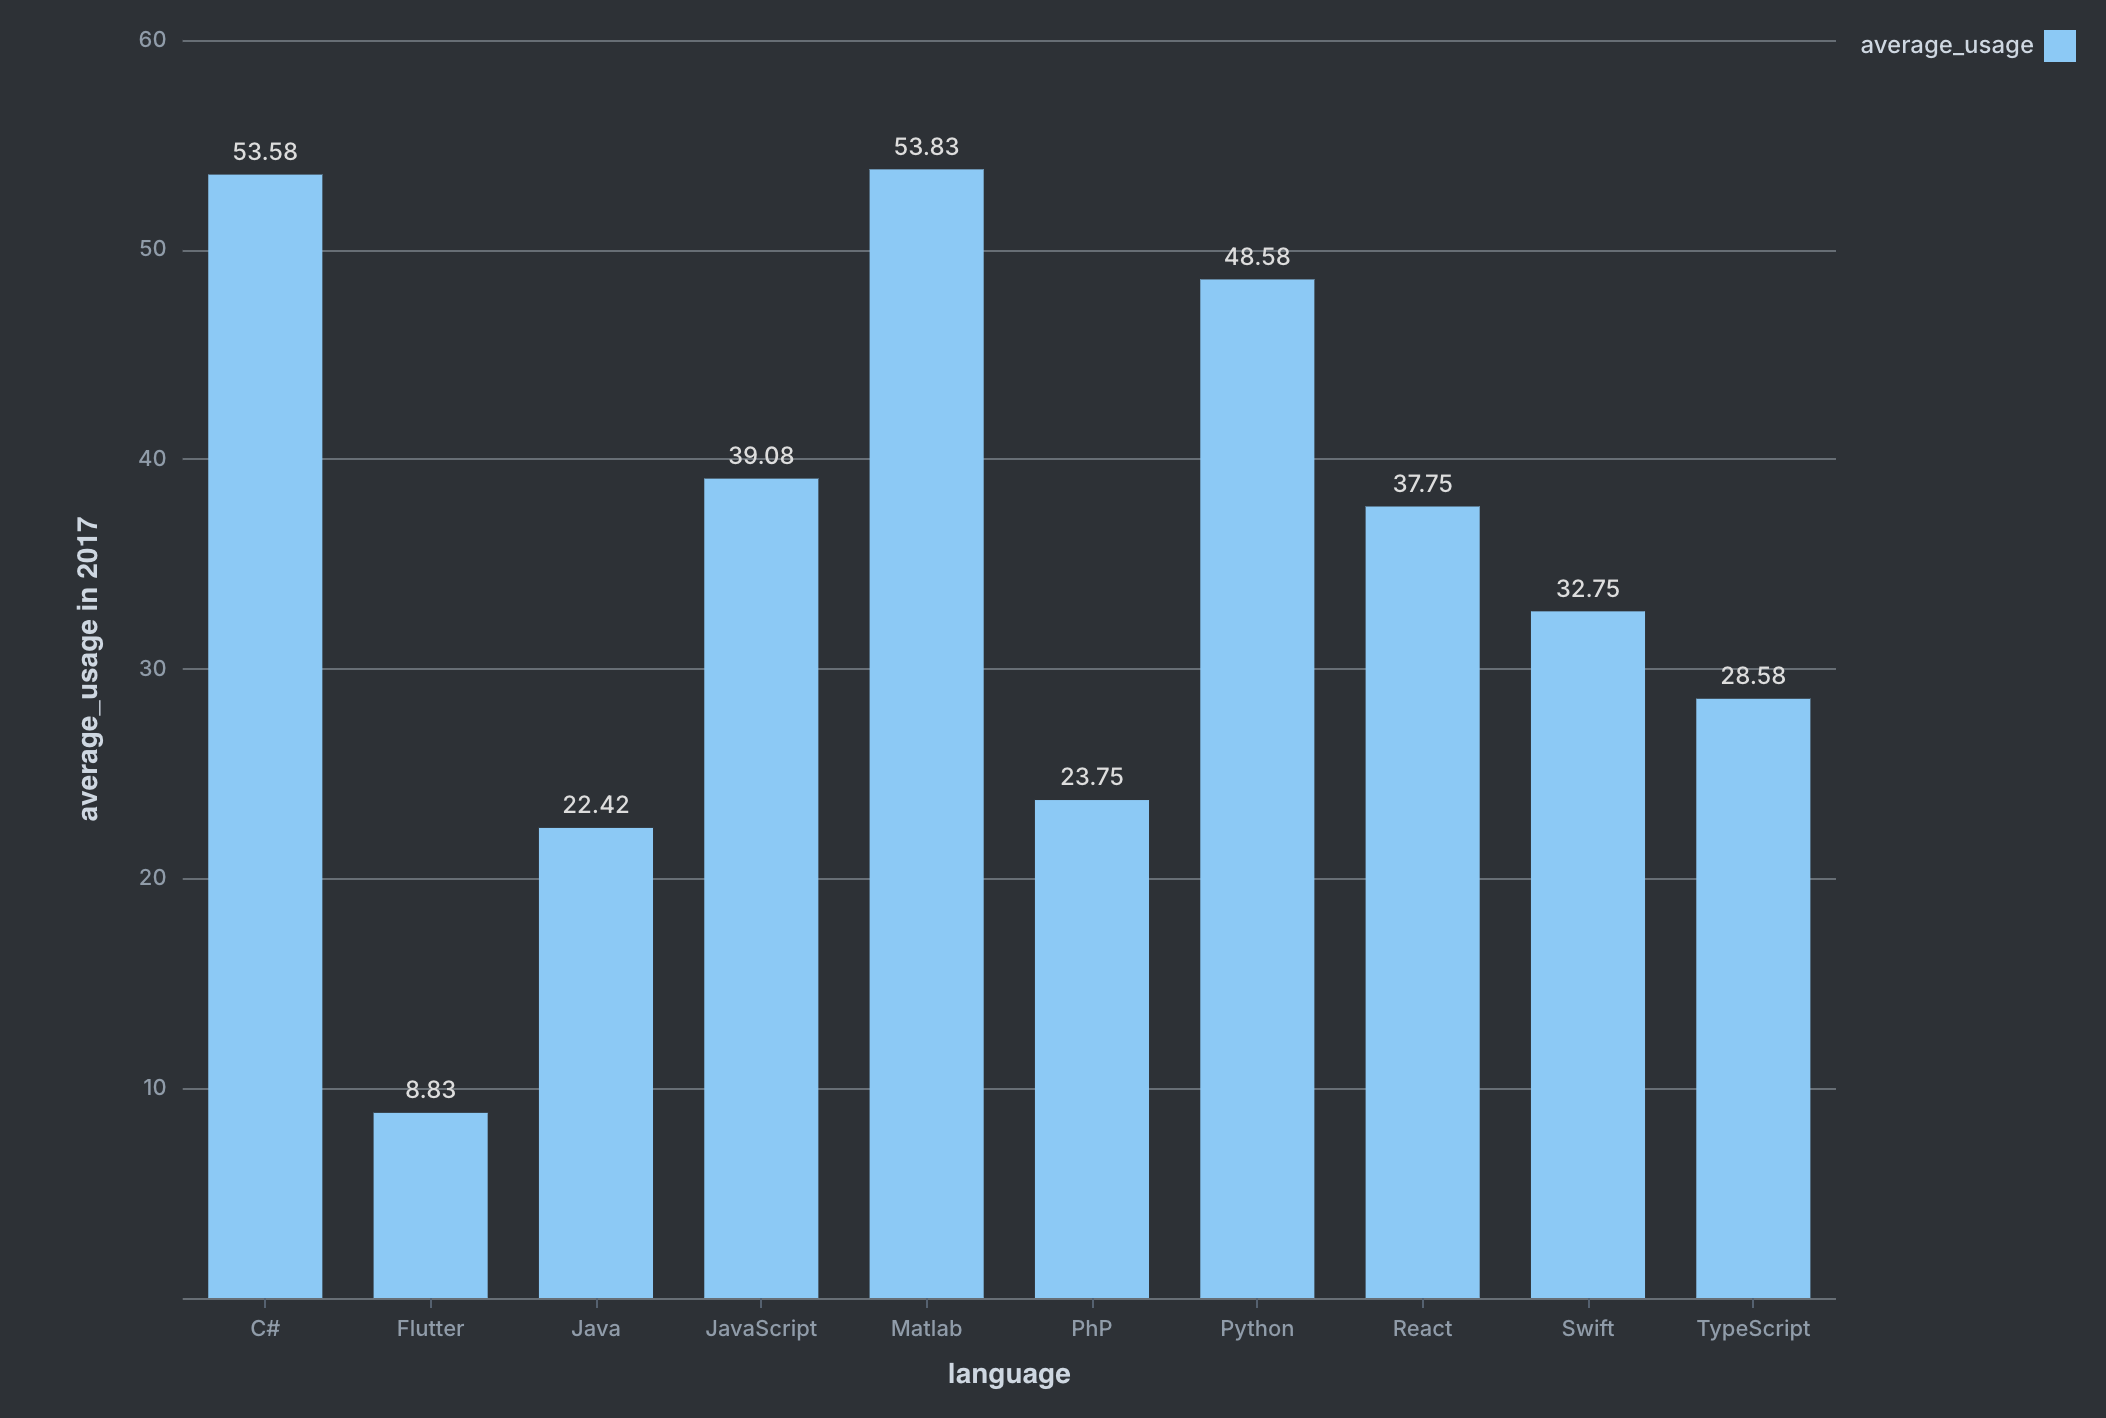 average_usage
60
50
40
30
20
10
average_usage in 2017
53.58
8.83
22.42
39.08
53.83
23.75
48.58
37.75
32.75
28.58
C#
Flutter
Java
JavaScript
Matlab
PhP
Python
React
Swift
TypeScript
language